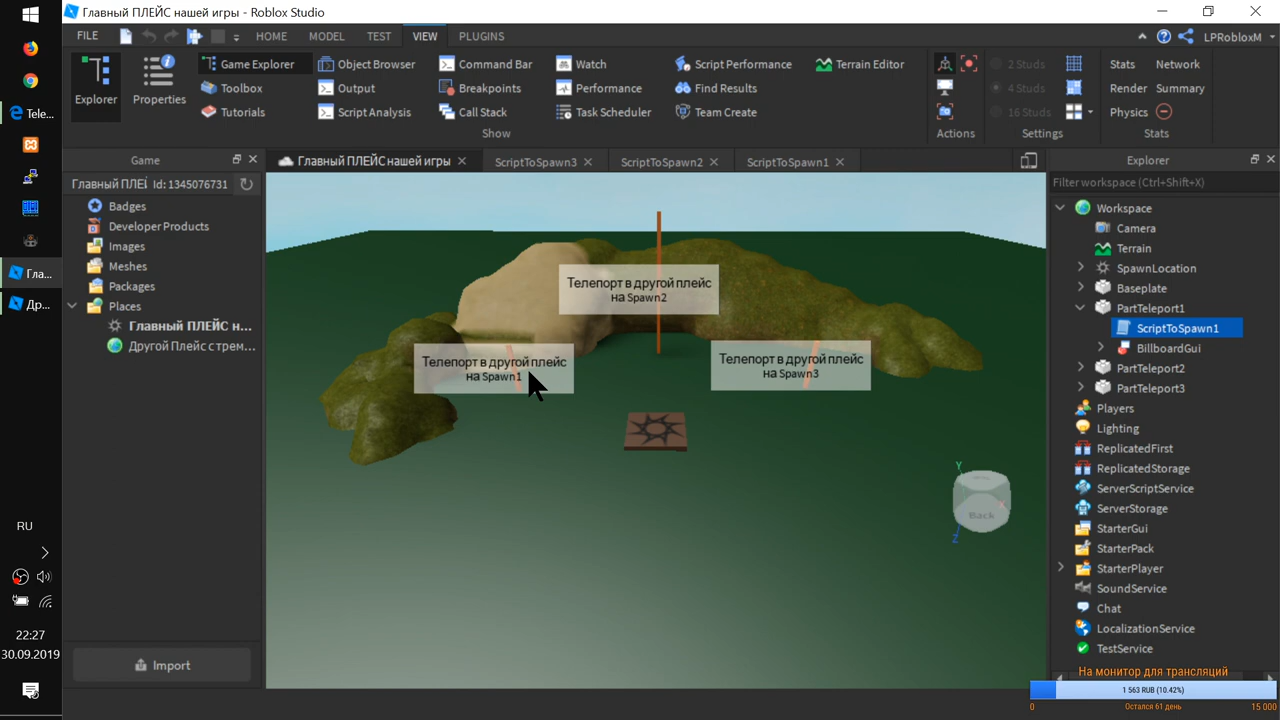 Главный ПЛЕЙС нашей игры - Roblox Studio
FILE HOME MODEL TEST VIEW PLUGINS LPRobloxM
Explorer
Properties
Game Explorer
Toolbox
Tutorials
Object Browser
Output
Script Analysis
Command Bar
Breakpoints
Call Stack
Watch
Performance
Task Scheduler
Script Performance
Find Results
Team Create
Terrain Editor
Show
Actions
2 Studs
4 Studs
16 Studs
Settings
Stats Network
Render Summary
Physics
Stats
Game
Главный ПЛЕЙС нашей игры
ScriptToSpawn3
ScriptToSpawn2
ScriptToSpawn1
Explorer
Главный ПЛЕІ Id: 1345076731
Badges
Developer Products
Images
Meshes
Packages
Places
Главный ПЛЕЙС н...
Другой Плейс с трем...
Import
Телепорт в другой плейс
на Spawn2
Телепорт в другой плейс
на Spawn1
Телепорт в другой плейс
на Spawn3
Back
Y
X
Z
Filter workspace (Ctrl+Shift+X)
Workspace
Camera
Terrain
SpawnLocation
Baseplate
PartTeleport1
ScriptToSpawn1
BillboardGui
PartTeleport2
PartTeleport3
Players
Lighting
ReplicatedFirst
ReplicatedStorage
ServerScriptService
ServerStorage
StarterGui
StarterPack
StarterPlayer
SoundService
Chat
LocalizationService
TestService
На монитор для трансляций
1 563 RUB (10.42%)
0 Остался 61 день 15 000
Tele...
Гла...
Др...
RU
22:27
30.09.2019